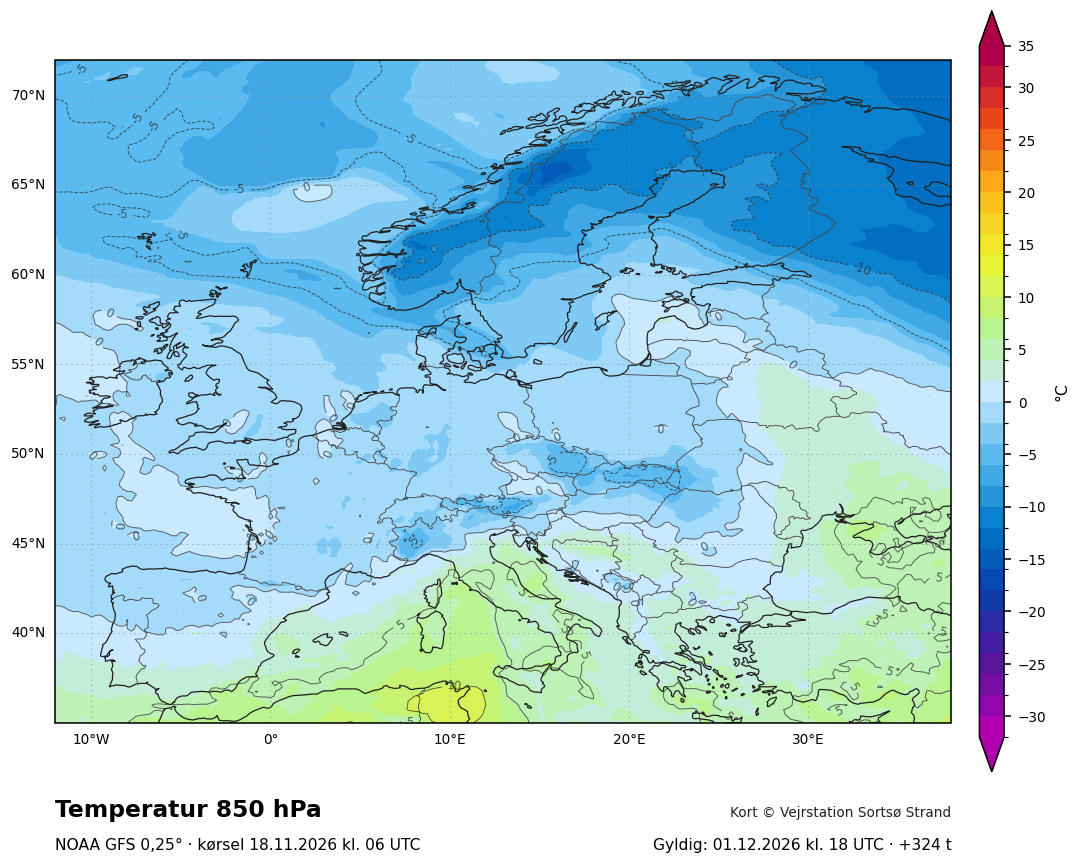 35
30
25
20
15
10
5
0
−5
−10
−15
−20
−25
−30
°C
70°N
65°N
60°N
55°N
50°N
45°N
40°N
10°W
0°
10°E
20°E
30°E
Temperatur 850 hPa
Kort © Vejrstation Sortsø Strand
NOAA GFS 0,25° · kørsel 18.11.2026 kl. 06 UTC
Gyldig: 01.12.2026 kl. 18 UTC · +324 t